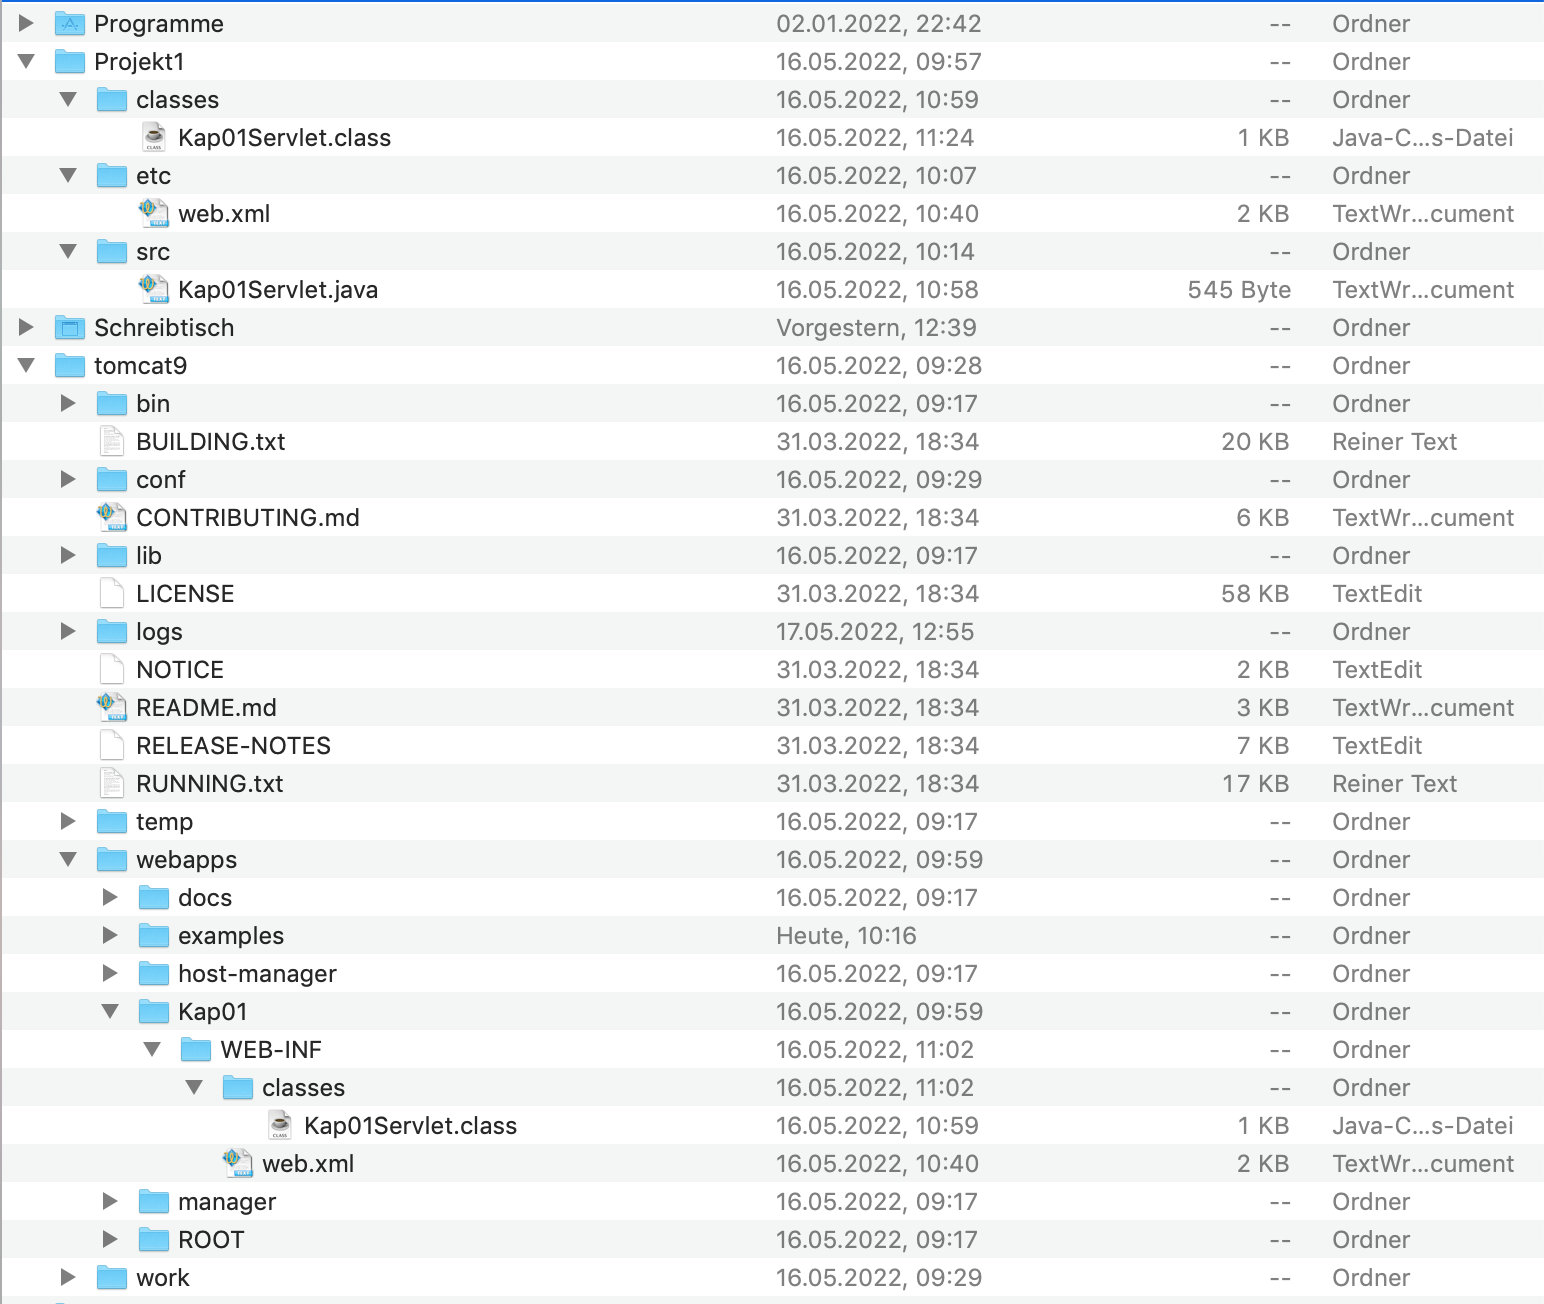 Programme 02.01.2022, 22:42 -- Ordner
Projekt1 16.05.2022, 09:57 -- Ordner
classes 16.05.2022, 10:59 -- Ordner
Kap01Servlet.class 16.05.2022, 11:24 1 KB Java-C...s-Datei
etc 16.05.2022, 10:07 -- Ordner
web.xml 16.05.2022, 10:40 2 KB TextWr...cument
src 16.05.2022, 10:14 -- Ordner
Kap01Servlet.java 16.05.2022, 10:58 545 Byte TextWr...cument
Schreibtisch Vorgestern, 12:39 -- Ordner
tomcat9 16.05.2022, 09:28 -- Ordner
bin 16.05.2022, 09:17 -- Ordner
BUILDING.txt 31.03.2022, 18:34 20 KB Reiner Text
conf 16.05.2022, 09:29 -- Ordner
CONTRIBUTING.md 31.03.2022, 18:34 6 KB TextWr...cument
lib 16.05.2022, 09:17 -- Ordner
LICENSE 31.03.2022, 18:34 58 KB TextEdit
logs 17.05.2022, 12:55 -- Ordner
NOTICE 31.03.2022, 18:34 2 KB TextEdit
README.md 31.03.2022, 18:34 3 KB TextWr...cument
RELEASE-NOTES 31.03.2022, 18:34 7 KB TextEdit
RUNNING.txt 31.03.2022, 18:34 17 KB Reiner Text
temp 16.05.2022, 09:17 -- Ordner
webapps 16.05.2022, 09:59 -- Ordner
docs 16.05.2022, 09:17 -- Ordner
examples Heute, 10:16 -- Ordner
host-manager 16.05.2022, 09:17 -- Ordner
Kap01 16.05.2022, 09:59 -- Ordner
WEB-INF 16.05.2022, 11:02 -- Ordner
classes 16.05.2022, 11:02 -- Ordner
Kap01Servlet.class 16.05.2022, 10:59 1 KB Java-C...s-Datei
web.xml 16.05.2022, 10:40 2 KB TextWr...cument
manager 16.05.2022, 09:17 -- Ordner
ROOT 16.05.2022, 09:17 -- Ordner
work 16.05.2022, 09:29 -- Ordner